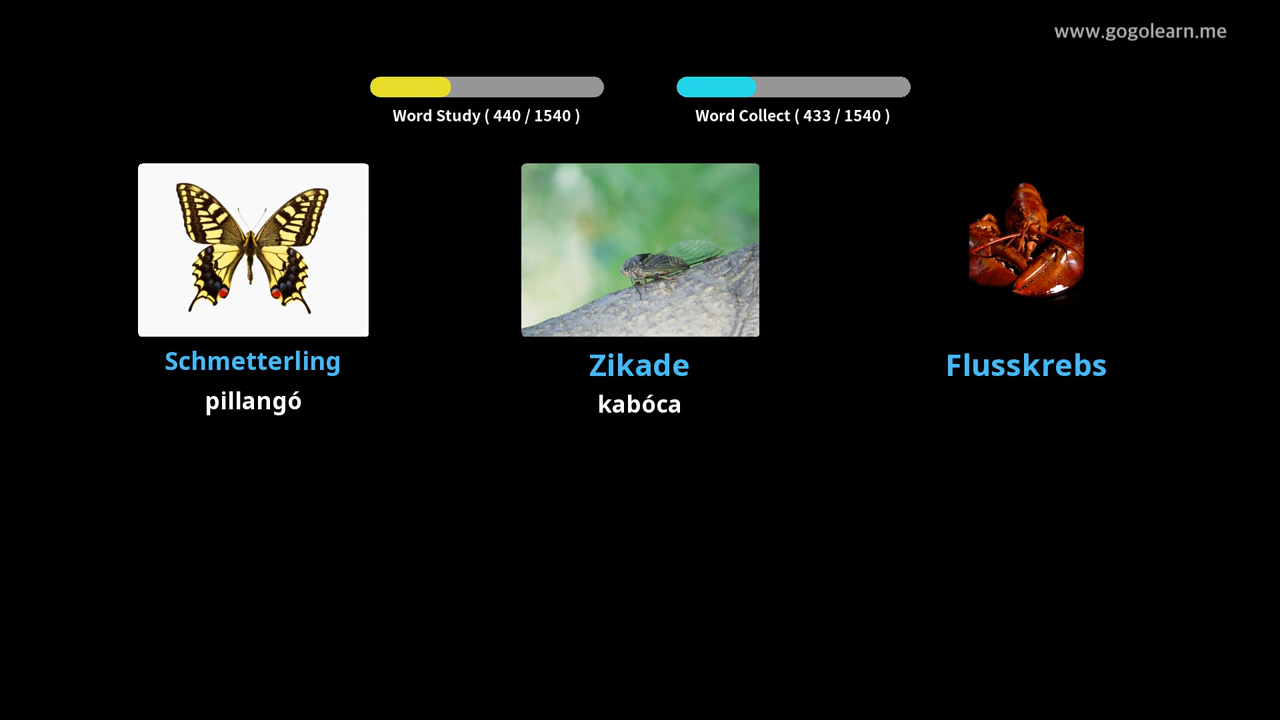 www.gogolearn.me
Word Study ( 440 / 1540 )
Word Collect ( 433 / 1540 )
Schmetterling
pillangó
Zikade
kabóca
Flusskrebs